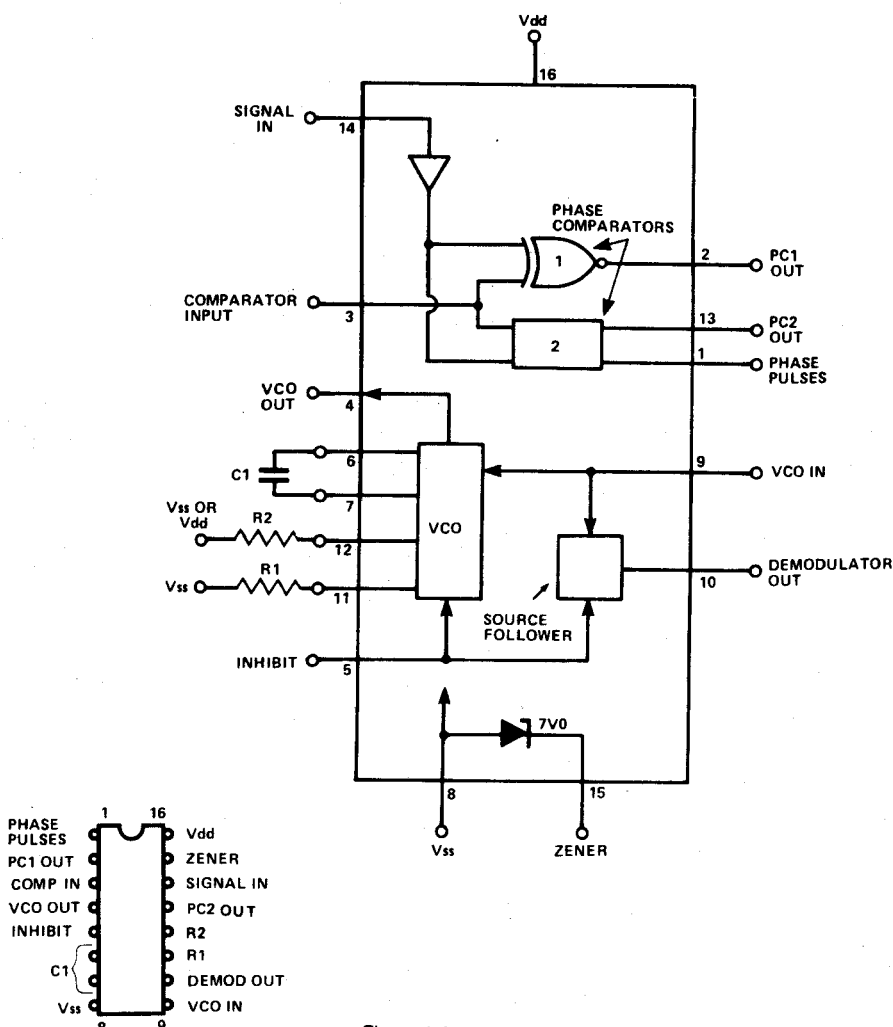 Vdd
16
SIGNAL
IN
14
PHASE
COMPARATORS
1
2
PC1
OUT
COMPARATOR
INPUT
3
2
13
PC2
OUT
1
PHASE
PULSES
VCO
OUT
4
C1
6
7
9
VCO IN
Vss OR
Vdd
R2
12
VCO
Vss
R1
11
10
DEMODULATOR
OUT
SOURCE
FOLLOWER
INHIBIT
5
7V0
8
15
Vss
ZENER
1
16
PHASE
PULSES
Vdd
PC1 OUT
ZENER
COMP IN
SIGNAL IN
VCO OUT
PC2 OUT
INHIBIT
R2
C1
R1
DEMOD OUT
Vss
VCO IN
8
9